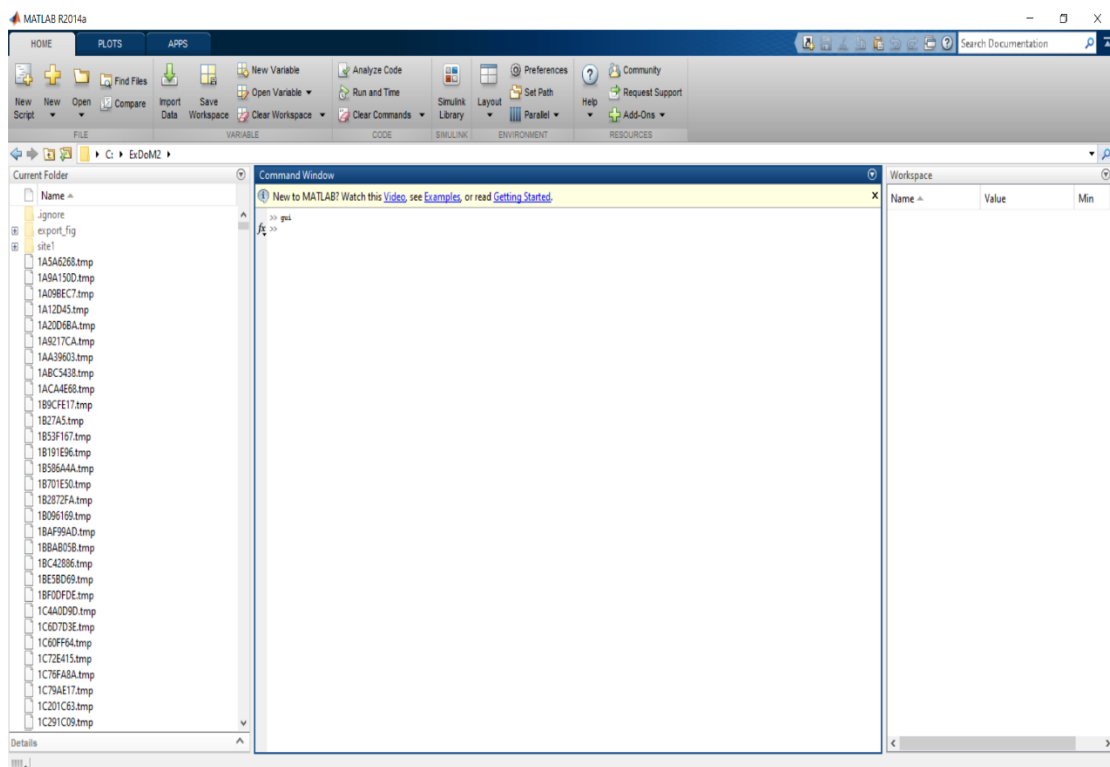 MATLAB R2014a
HOME PLOTS APPS
Search Documentation
New Script
New
Open
Find Files
Compare
Import Data
Save Workspace
New Variable
Open Variable
Clear Workspace
Analyze Code
Run and Time
Clear Commands
Simulink Library
Layout
Preferences
Set Path
Parallel
Help
Community
Request Support
Add-Ons
FILE VARIABLE CODE SIMULINK ENVIRONMENT RESOURCES
C: ExDoM2
Current Folder
Name
.ignore
export_fig
site1
1A5A6268.tmp
1A9A150D.tmp
1A09BEC7.tmp
1A12D45.tmp
1A20D6BA.tmp
1A9217CA.tmp
1AA39603.tmp
1ABC5438.tmp
1ACA4E68.tmp
1B9CFE17.tmp
1B27A5.tmp
1B53F167.tmp
1B191E96.tmp
1B586A4A.tmp
1B701E50.tmp
1B2872FA.tmp
1B096169.tmp
1BAF99AD.tmp
1BBAB05B.tmp
1BC42886.tmp
1BE5BD69.tmp
1BF0DFDE.tmp
1C4A0D9D.tmp
1C6D7D3E.tmp
1C60FF64.tmp
1C72E415.tmp
1C76FA8A.tmp
1C79AE17.tmp
1C201C63.tmp
1C291C09.tmp
Details
Command Window
New to MATLAB? Watch this Video, see Examples, or read Getting Started.
>> gui
fx >>
Workspace
Name Value Min